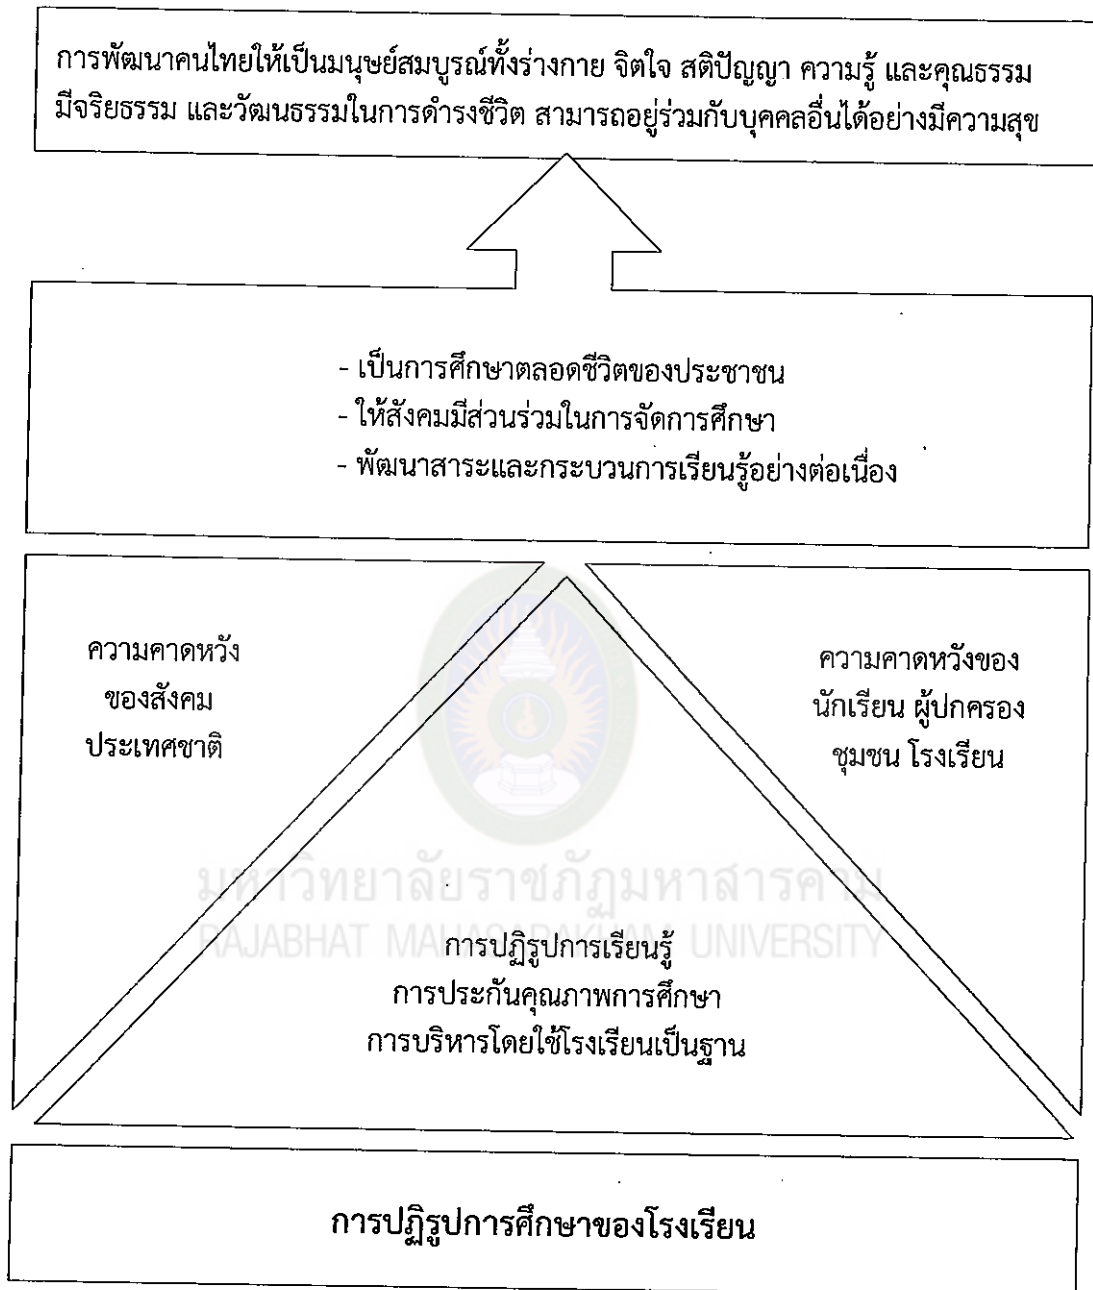 การพัฒนาคนไทยให้เป็นมนุษย์สมบูรณ์ทั้งร่างกาย จิตใจ สติปัญญา ความรู้ และคุณธรรม
มีจริยธรรม และวัฒนธรรมในการดำรงชีวิต สามารถอยู่ร่วมกับบุคคลอื่นได้อย่างมีความสุข
- เป็นการศึกษาตลอดชีวิตของประชาชน
- ให้สังคมมีส่วนร่วมในการจัดการศึกษา
- พัฒนาสาระและกระบวนการเรียนรู้อย่างต่อเนื่อง
ความคาดหวัง
ของสังคม
ประเทศชาติ
ความคาดหวังของ
นักเรียน ผู้ปกครอง
ชุมชน โรงเรียน
มหาวิทยาลัยราชภัฏมหาสารคาม
RAJABHAT MAHASARAKHAM UNIVERSITY
การปฏิรูปการเรียนรู้
การประกันคุณภาพการศึกษา
การบริหารโดยใช้โรงเรียนเป็นฐาน
การปฏิรูปการศึกษาของโรงเรียน